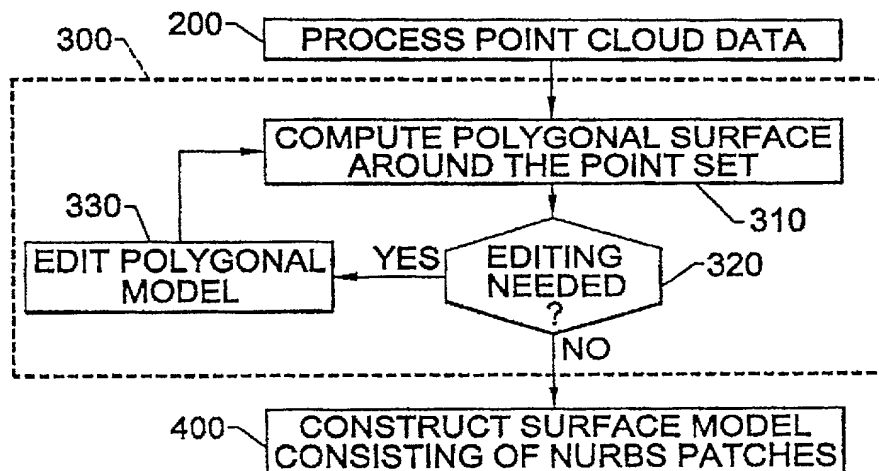 300
200
PROCESS POINT CLOUD DATA
COMPUTE POLYGONAL SURFACE
AROUND THE POINT SET
310
330
EDIT POLYGONAL
MODEL
YES
EDITING
NEEDED
?
320
NO
400
CONSTRUCT SURFACE MODEL
CONSISTING OF NURBS PATCHES